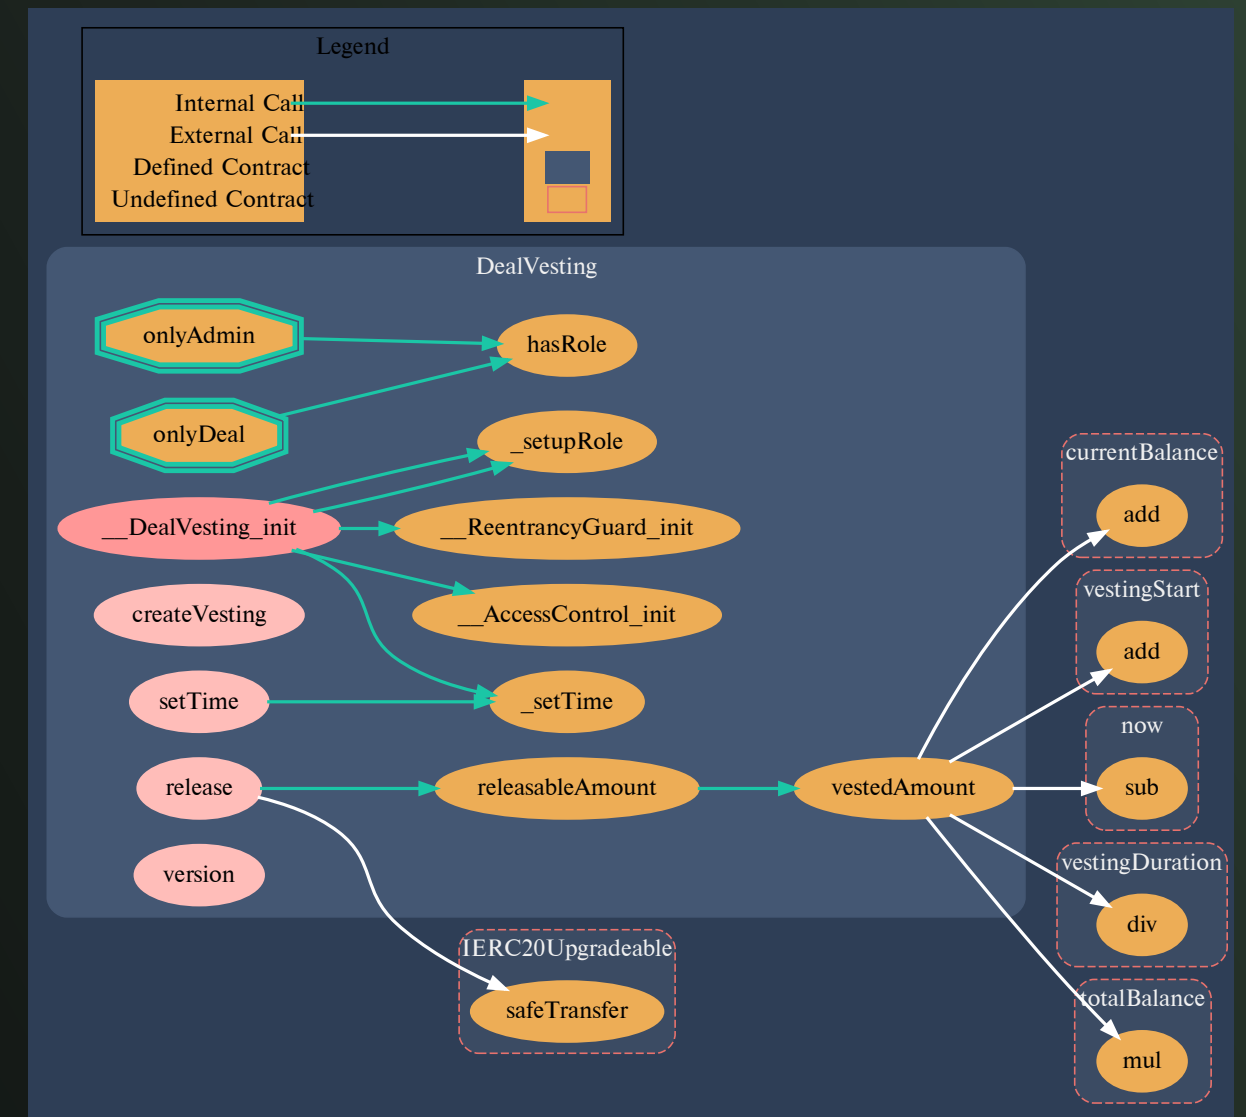 Legend
Internal Call
External Call
Defined Contract
Undefined Contract
DealVesting
onlyAdmin
hasRole
onlyDeal
_setupRole
__DealVesting_init
__ReentrancyGuard_init
createVesting
__AccessControl_init
setTime
_setTime
release
releasableAmount
vestedAmount
version
currentBalance
add
vestingStart
add
now
sub
vestingDuration
div
IERC20Upgradeable
safeTransfer
totalBalance
mul